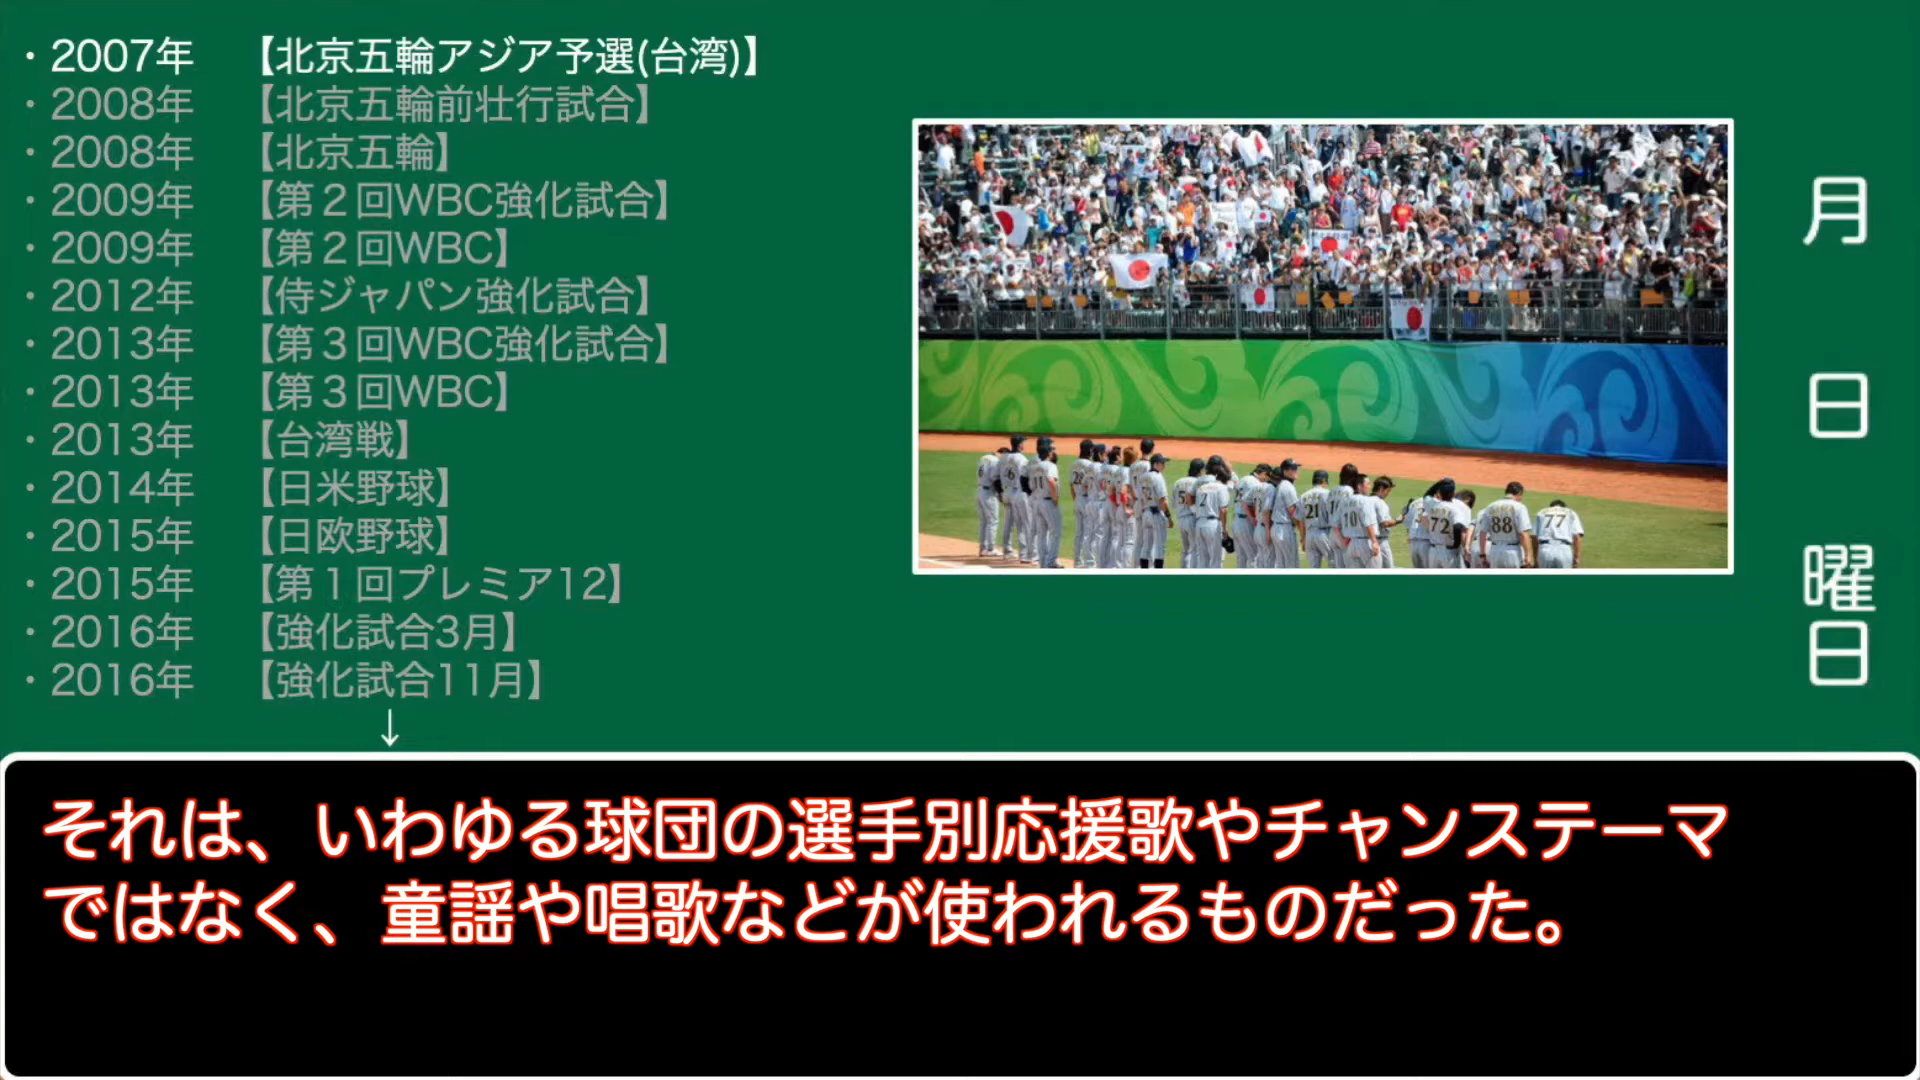 ・2007年 【北京五輪アジア予選(台湾)】
・2008年 【北京五輪前壮行試合】
・2008年 【北京五輪】
・2009年 【第２回WBC強化試合】
・2009年 【第２回WBC】
・2012年 【侍ジャパン強化試合】
・2013年 【第３回WBC強化試合】
・2013年 【第３回WBC】
・2013年 【台湾戦】
・2014年 【日米野球】
・2015年 【日欧野球】
・2015年 【第１回プレミア12】
・2016年 【強化試合3月】
・2016年 【強化試合11月】
↓
月
日
曜
日
6
11
5
2
21
10
72
88
77
それは、いわゆる球団の選手別応援歌やチャンステーマ
ではなく、童謡や唱歌などが使われるものだった。